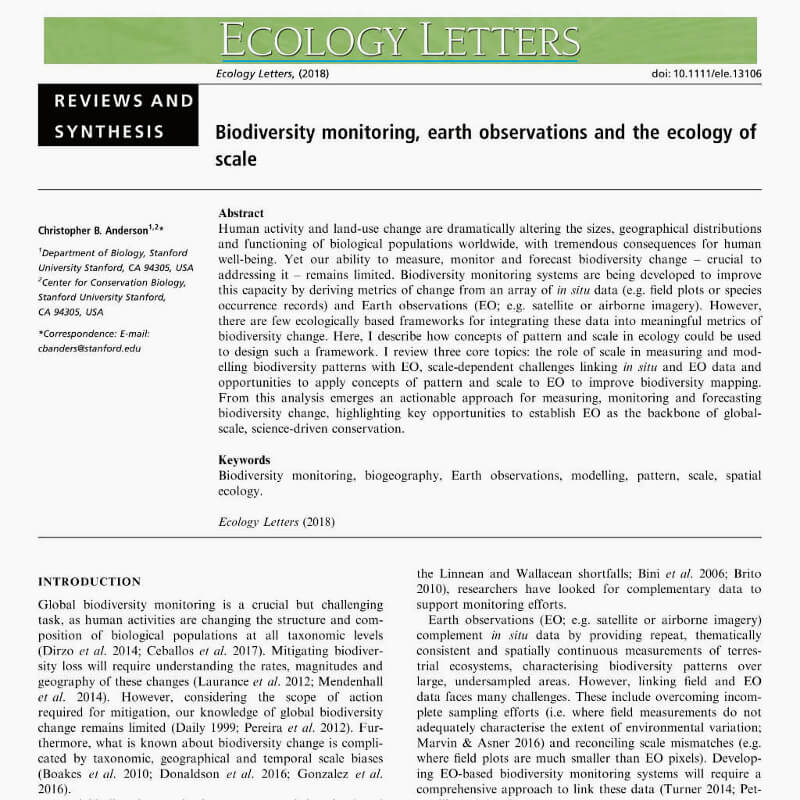 ECOLOGY LETTERS
Ecology Letters, (2018)
doi: 10.1111/ele.13106
REVIEWS AND
SYNTHESIS
Biodiversity monitoring, earth observations and the ecology of
scale
Christopher B. Anderson1,2*
1Department of Biology, Stanford
University Stanford, CA 94305, USA
2Center for Conservation Biology,
Stanford University Stanford,
CA 94305, USA
*Correspondence: E-mail:
cbanders@stanford.edu
Abstract
Human activity and land-use change are dramatically altering the sizes, geographical distributions
and functioning of biological populations worldwide, with tremendous consequences for human
well-being. Yet our ability to measure, monitor and forecast biodiversity change – crucial to
addressing it – remains limited. Biodiversity monitoring systems are being developed to improve
this capacity by deriving metrics of change from an array of in situ data (e.g. field plots or species
occurrence records) and Earth observations (EO; e.g. satellite or airborne imagery). However,
there are few ecologically based frameworks for integrating these data into meaningful metrics of
biodiversity change. Here, I describe how concepts of pattern and scale in ecology could be used
to design such a framework. I review three core topics: the role of scale in measuring and mod-
elling biodiversity patterns with EO, scale-dependent challenges linking in situ and EO data and
opportunities to apply concepts of pattern and scale to EO to improve biodiversity mapping.
From this analysis emerges an actionable approach for measuring, monitoring and forecasting
biodiversity change, highlighting key opportunities to establish EO as the backbone of global-
scale, science-driven conservation.
Keywords
Biodiversity monitoring, biogeography, Earth observations, modelling, pattern, scale, spatial
ecology.
Ecology Letters (2018)
INTRODUCTION
Global biodiversity monitoring is a crucial but challenging
task, as human activities are changing the structure and com-
position of biological populations at all taxonomic levels
(Dirzo et al. 2014; Ceballos et al. 2017). Mitigating biodiver-
sity loss will require understanding the rates, magnitudes and
geography of these changes (Laurance et al. 2012; Mendenhall
et al. 2014). However, considering the scope of action
required for mitigation, our knowledge of global biodiversity
change remains limited (Daily 1999; Pereira et al. 2012). Fur-
thermore, what is known about biodiversity change is compli-
cated by taxonomic, geographical and temporal scale biases
(Boakes et al. 2010; Donaldson et al. 2016; Gonzalez et al.
2016).
the Linnean and Wallacean shortfalls; Bini et al. 2006; Brito
2010), researchers have looked for complementary data to
support monitoring efforts.
Earth observations (EO; e.g. satellite or airborne imagery)
complement in situ data by providing repeat, thematically
consistent and spatially continuous measurements of terres-
trial ecosystems, characterising biodiversity patterns over
large, undersampled areas. However, linking field and EO
data faces many challenges. These include overcoming incom-
plete sampling efforts (i.e. where field measurements do not
adequately characterise the extent of environmental variation;
Marvin & Asner 2016) and reconciling scale mismatches (e.g.
where field plots are much smaller than EO pixels). Develop-
ing EO-based biodiversity monitoring systems will require a
comprehensive approach to link these data (Turner 2014; Pet-